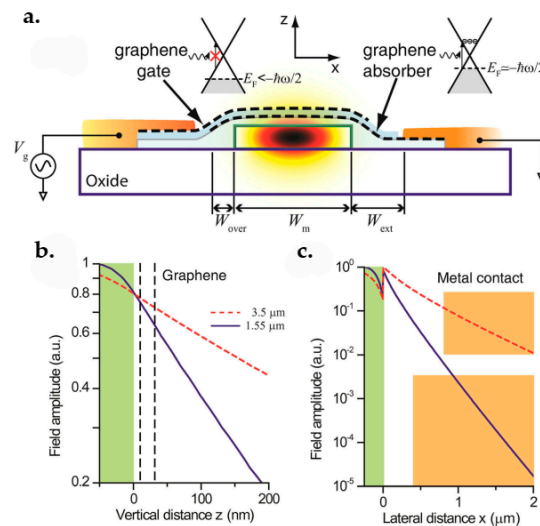 a.
graphene
gate
E_F<-ħω/2
z
x
graphene
absorber
E_F≈-ħω/2
V_g
Oxide
W_over
W_m
W_ext
b.
Graphene
3.5 μm
1.55 μm
Field amplitude (a.u.)
1
0.8
0.6
0.4
0.2
0
100
200
Vertical distance z (nm)
c.
Metal contact
Field amplitude (a.u.)
10^0
10^-1
10^-2
10^-3
10^-4
10^-5
0
1
2
Lateral distance x (μm)